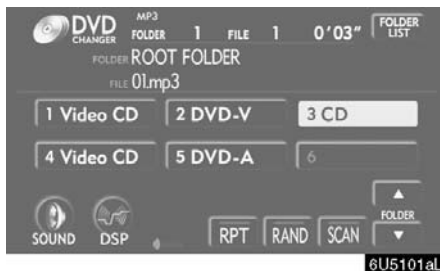 DVD CHANGER MP3 FOLDER 1 FILE 1 0'03" FOLDER LIST
FOLDER ROOT FOLDER
FILE 01.mp3
1 Video CD 2 DVD-V 3 CD
4 Video CD 5 DVD-A 6
SOUND DSP RPT RAND SCAN FOLDER
6U5101aL